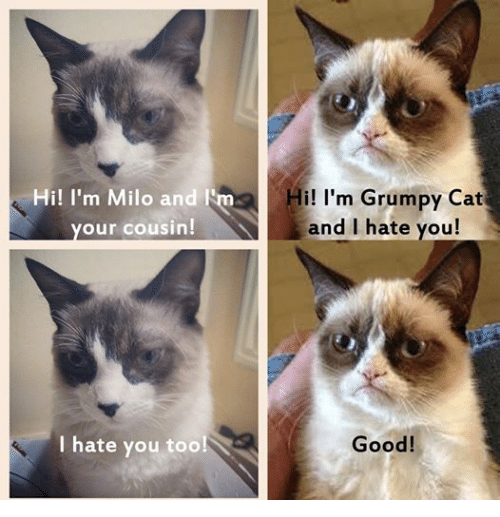 Hi! I'm Milo and I'm
your cousin!
Hi! I'm Grumpy Cat
and I hate you!
I hate you too!
Good!